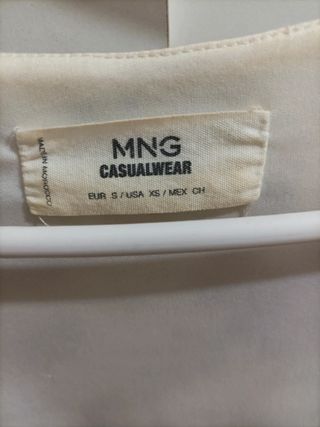 MNG
CASUALWEAR
EUR S / USA XS / MEX CH
MADE IN MOROCCO